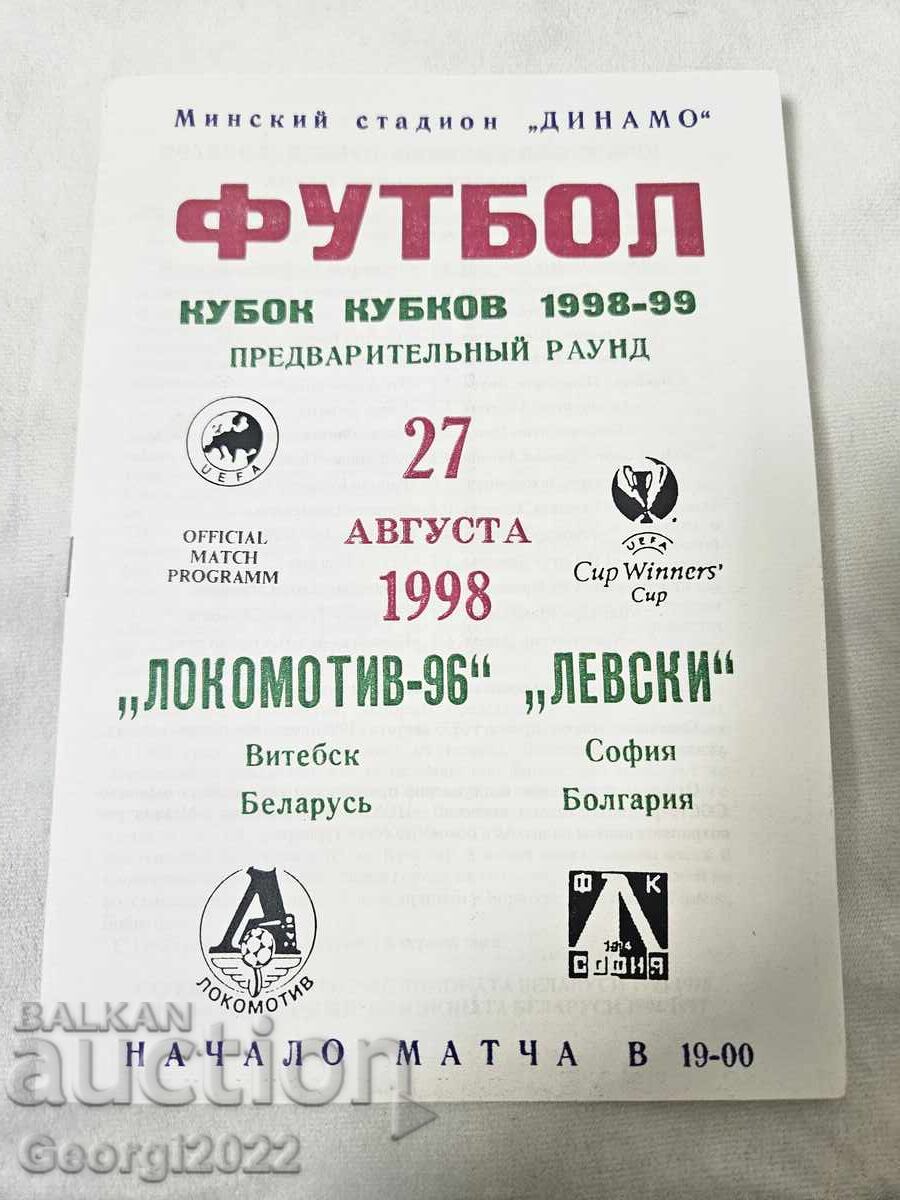 Минский стадион „ДИНАМО“
ФУТБОЛ
КУБОК КУБКОВ 1998-99
ПРЕДВАРИТЕЛЬНЫЙ РАУНД
UEFA
OFFICIAL
MATCH
PROGRAMM
27
АВГУСТА
1998
UEFA
Cup Winners'
Cup
„ЛОКОМОТИВ-96“
Витебск
Беларусь
„ЛЕВСКИ“
София
Болгария
Л
ЛОКОМОТИВ
Ф К
Л
1914
СОФИЯ
НАЧАЛО МАТЧА В 19-00
BALKAN
auction
Georgi2022